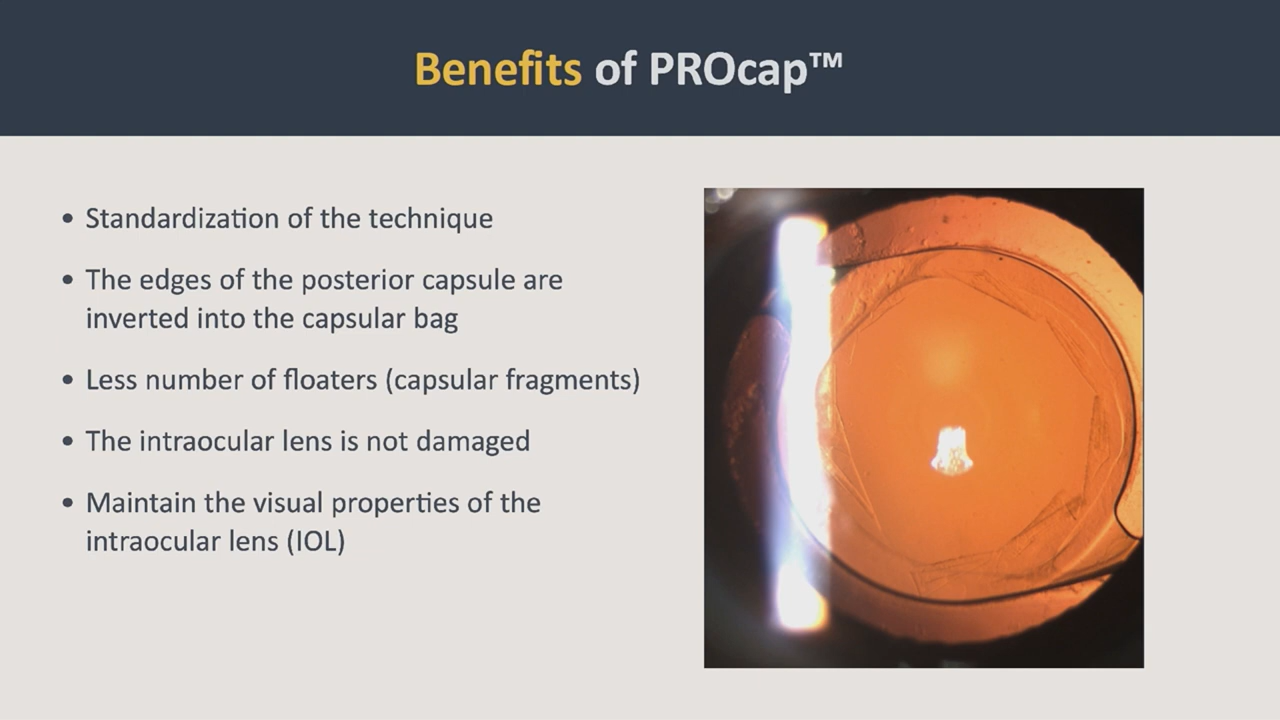 Benefits of PROcap™
• Standardization of the technique
• The edges of the posterior capsule are
inverted into the capsular bag
• Less number of floaters (capsular fragments)
• The intraocular lens is not damaged
• Maintain the visual properties of the
intraocular lens (IOL)